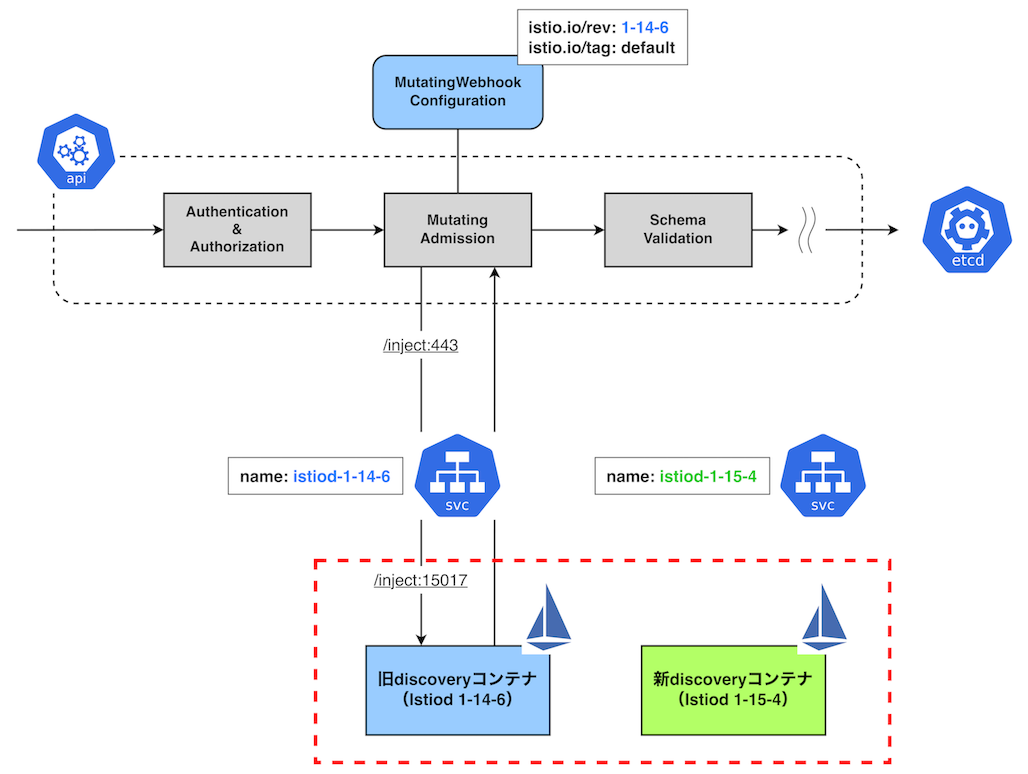 istio.io/rev: 1-14-6
istio.io/tag: default
MutatingWebhook
Configuration
api
Authentication
&
Authorization
Mutating
Admission
Schema
Validation
etcd
/inject:443
name: istiod-1-14-6
svc
name: istiod-1-15-4
svc
/inject:15017
旧discoveryコンテナ
（Istiod 1-14-6）
新discoveryコンテナ
（Istiod 1-15-4）